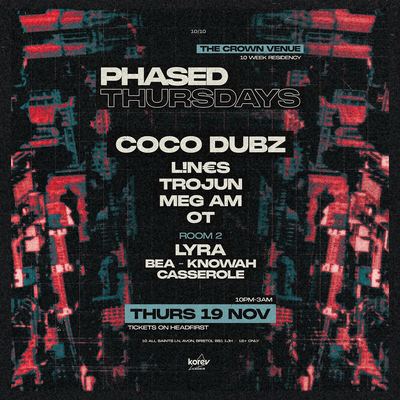 10/10
THE CROWN VENUE
10 WEEK RESIDENCY
PHASED
THURSDAYS
COCO DUBZ
L!N€S
TROJUN
MEG AM
OT
ROOM 2
LYRA
BEA - KNOWAH
CASSEROLE
10PM-3AM
THURS 19 NOV
TICKETS ON HEADFIRST
10 ALL SAINTS LN, AVON, BRISTOL BS1 1JH 18+ ONLY
korev